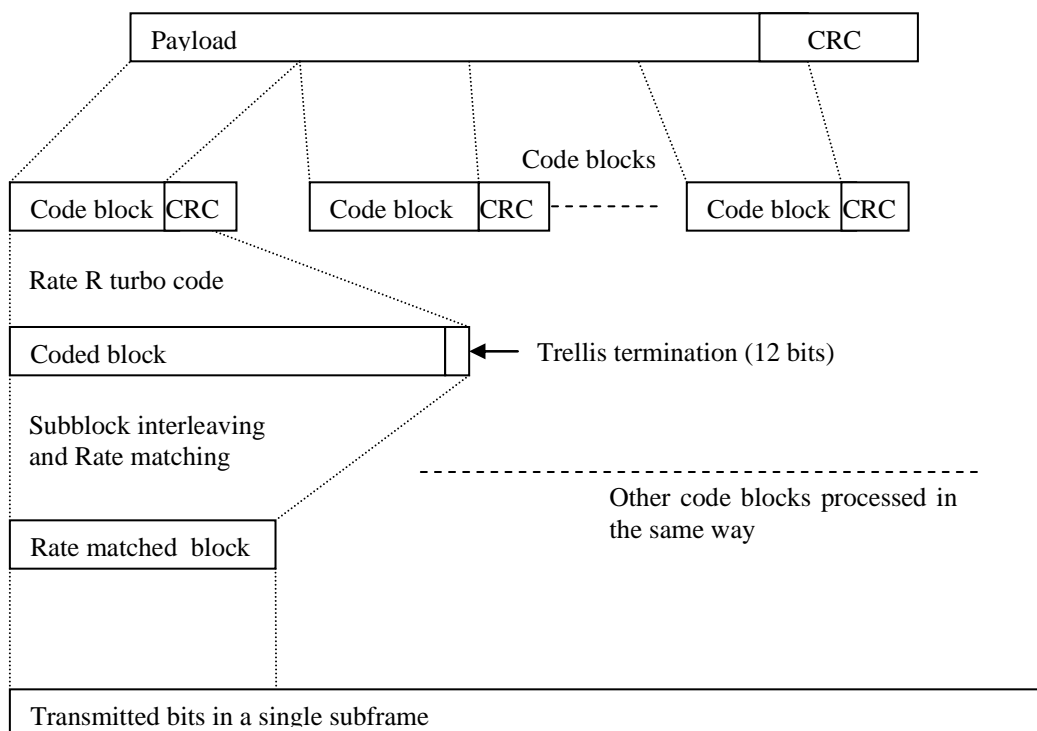 Payload CRC
Code blocks
Code block CRC Code block CRC Code block CRC
Rate R turbo code
Coded block
Trellis termination (12 bits)
Subblock interleaving
and Rate matching
Other code blocks processed in
the same way
Rate matched block
Transmitted bits in a single subframe